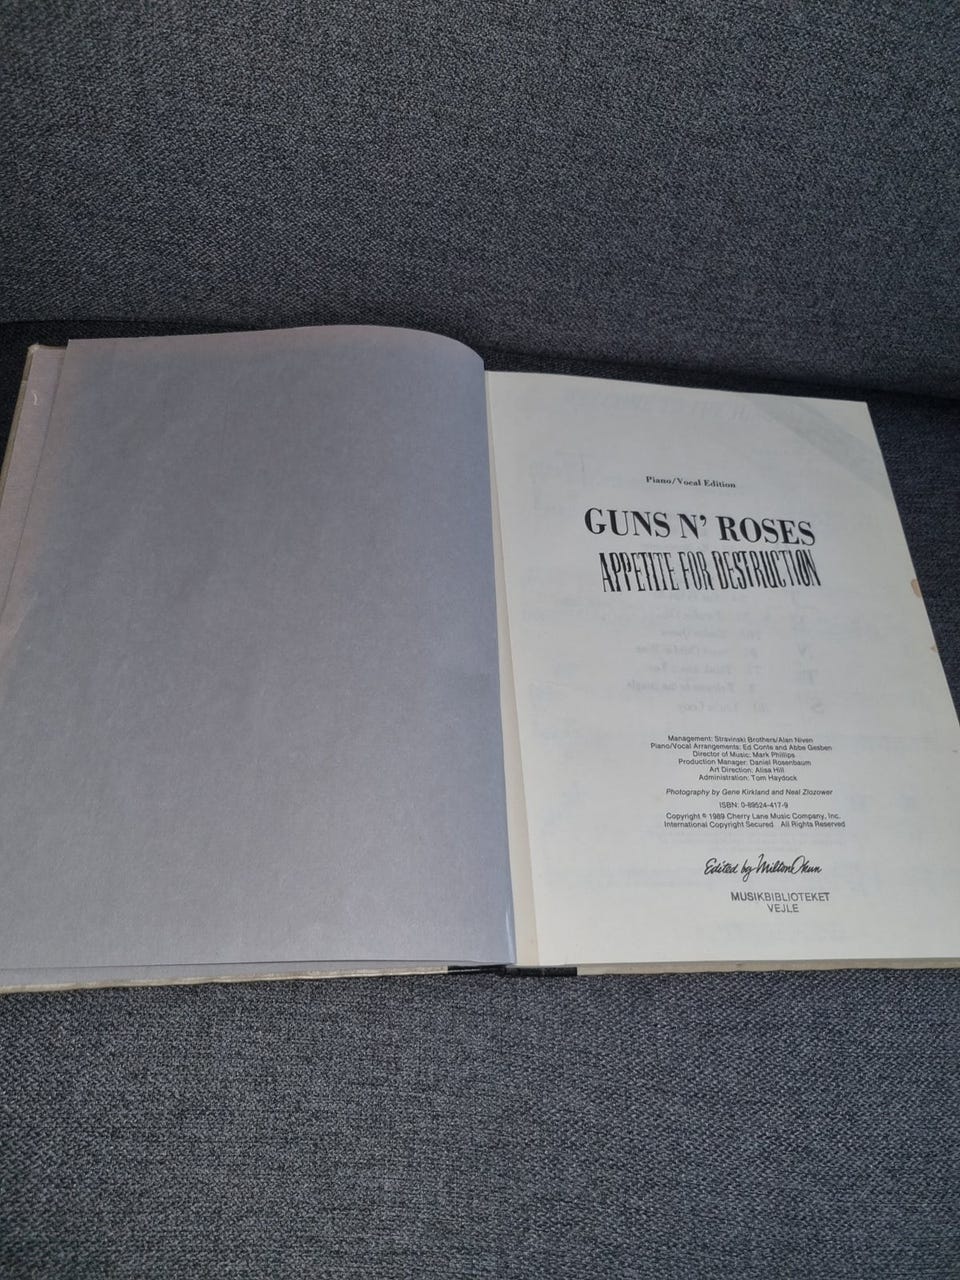 Piano/Vocal Edition
GUNS N' ROSES
APPETITE FOR DESTRUCTION
Management: Stravinski Brothers/Alan Niven
Piano/Vocal Arrangements: Ed Conte and Abbe Gesben
Director of Music: Mark Phillips
Production Manager: Daniel Rosenbaum
Art Direction: Alisa Hill
Administration: Tom Haydock
Photography by Gene Kirkland and Neal Zlozower
ISBN: 0-89524-417-9
Copyright © 1989 Cherry Lane Music Company, Inc.
International Copyright Secured All Rights Reserved
Edited by Milton Okun
MUSIKBIBLIOTEKET
VEJLE